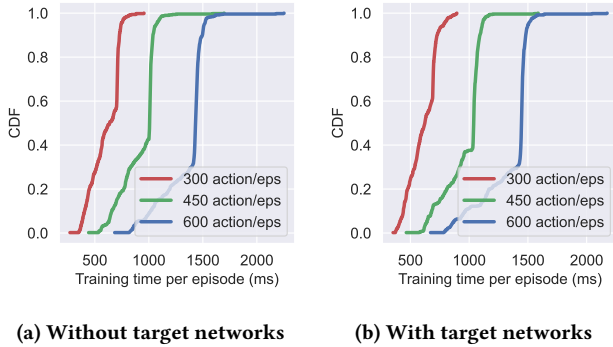 1.0
0.8
0.6
0.4
0.2
0.0
CDF
300 action/eps
450 action/eps
600 action/eps
500 1000 1500 2000
Training time per episode (ms)
(a) Without target networks
1.0
0.8
0.6
0.4
0.2
0.0
CDF
300 action/eps
450 action/eps
600 action/eps
500 1000 1500 2000
Training time per episode (ms)
(b) With target networks